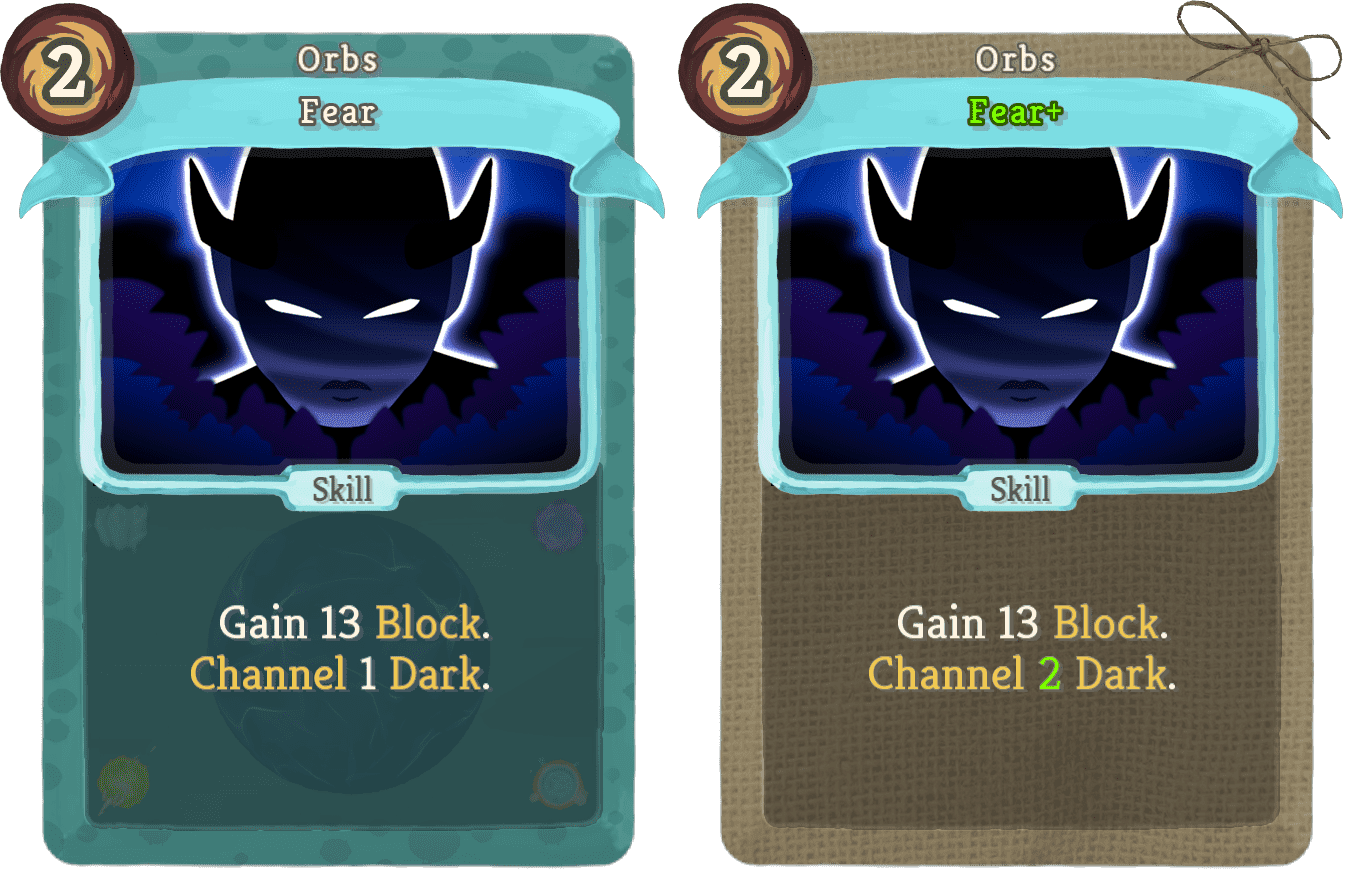 2
Orbs
Fear
Skill
Gain 13 Block.
Channel 1 Dark.
2
Orbs
Fear+
Skill
Gain 13 Block.
Channel 2 Dark.